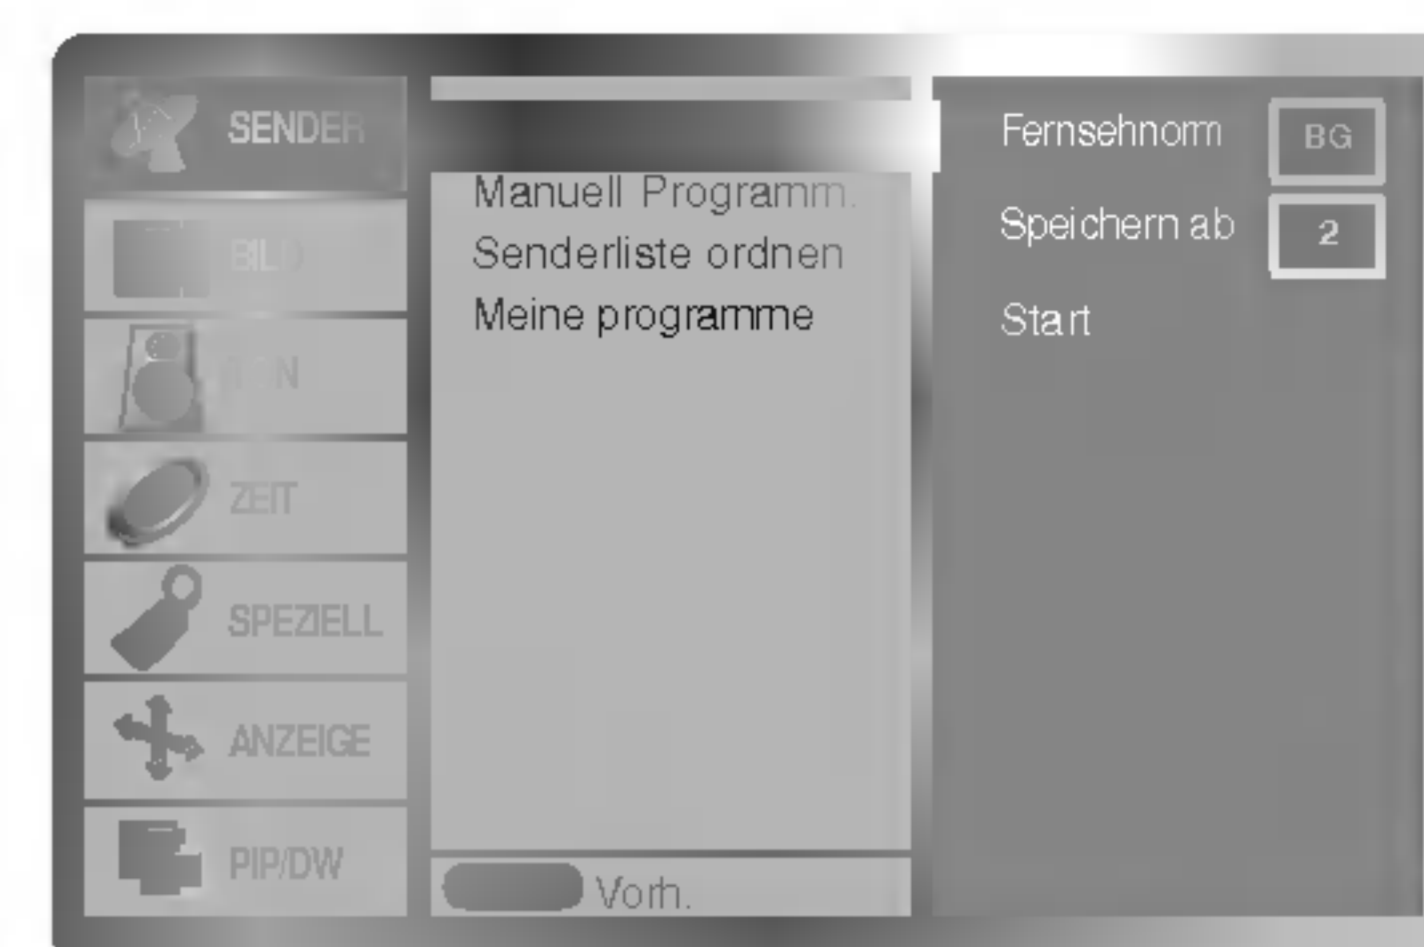 SENDER
BILD
TON
ZEIT
SPEZIELL
ANZEIGE
PIP/DW
Manuell Programm.
Senderliste ordnen
Meine programme
Vorh.
Fernsehnorm BG
Speichern ab 2
Start